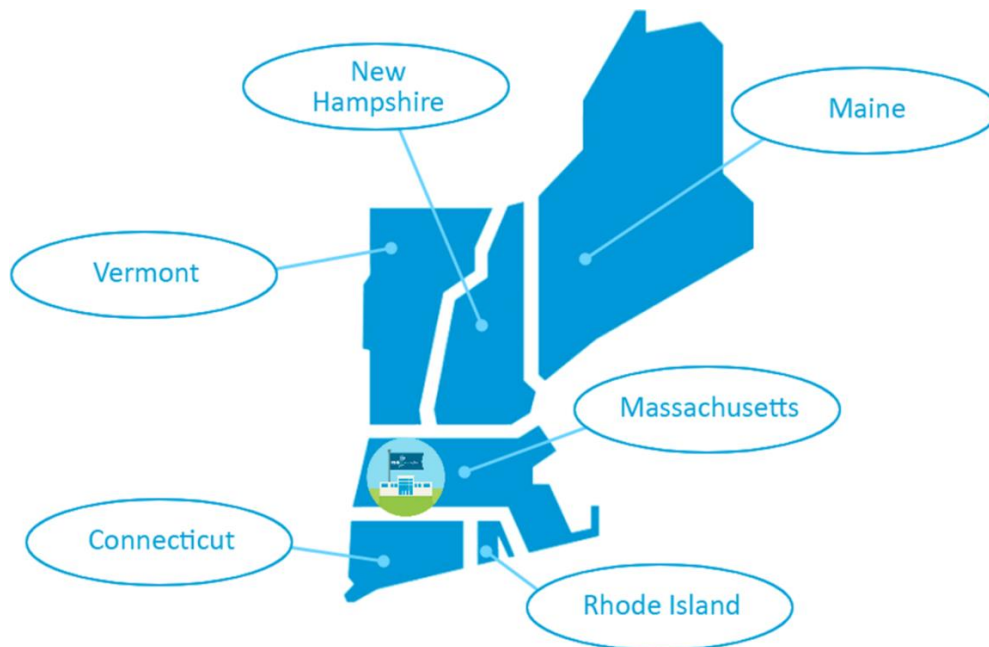 New
Hampshire
Maine
Vermont
Massachusetts
Connecticut
Rhode Island